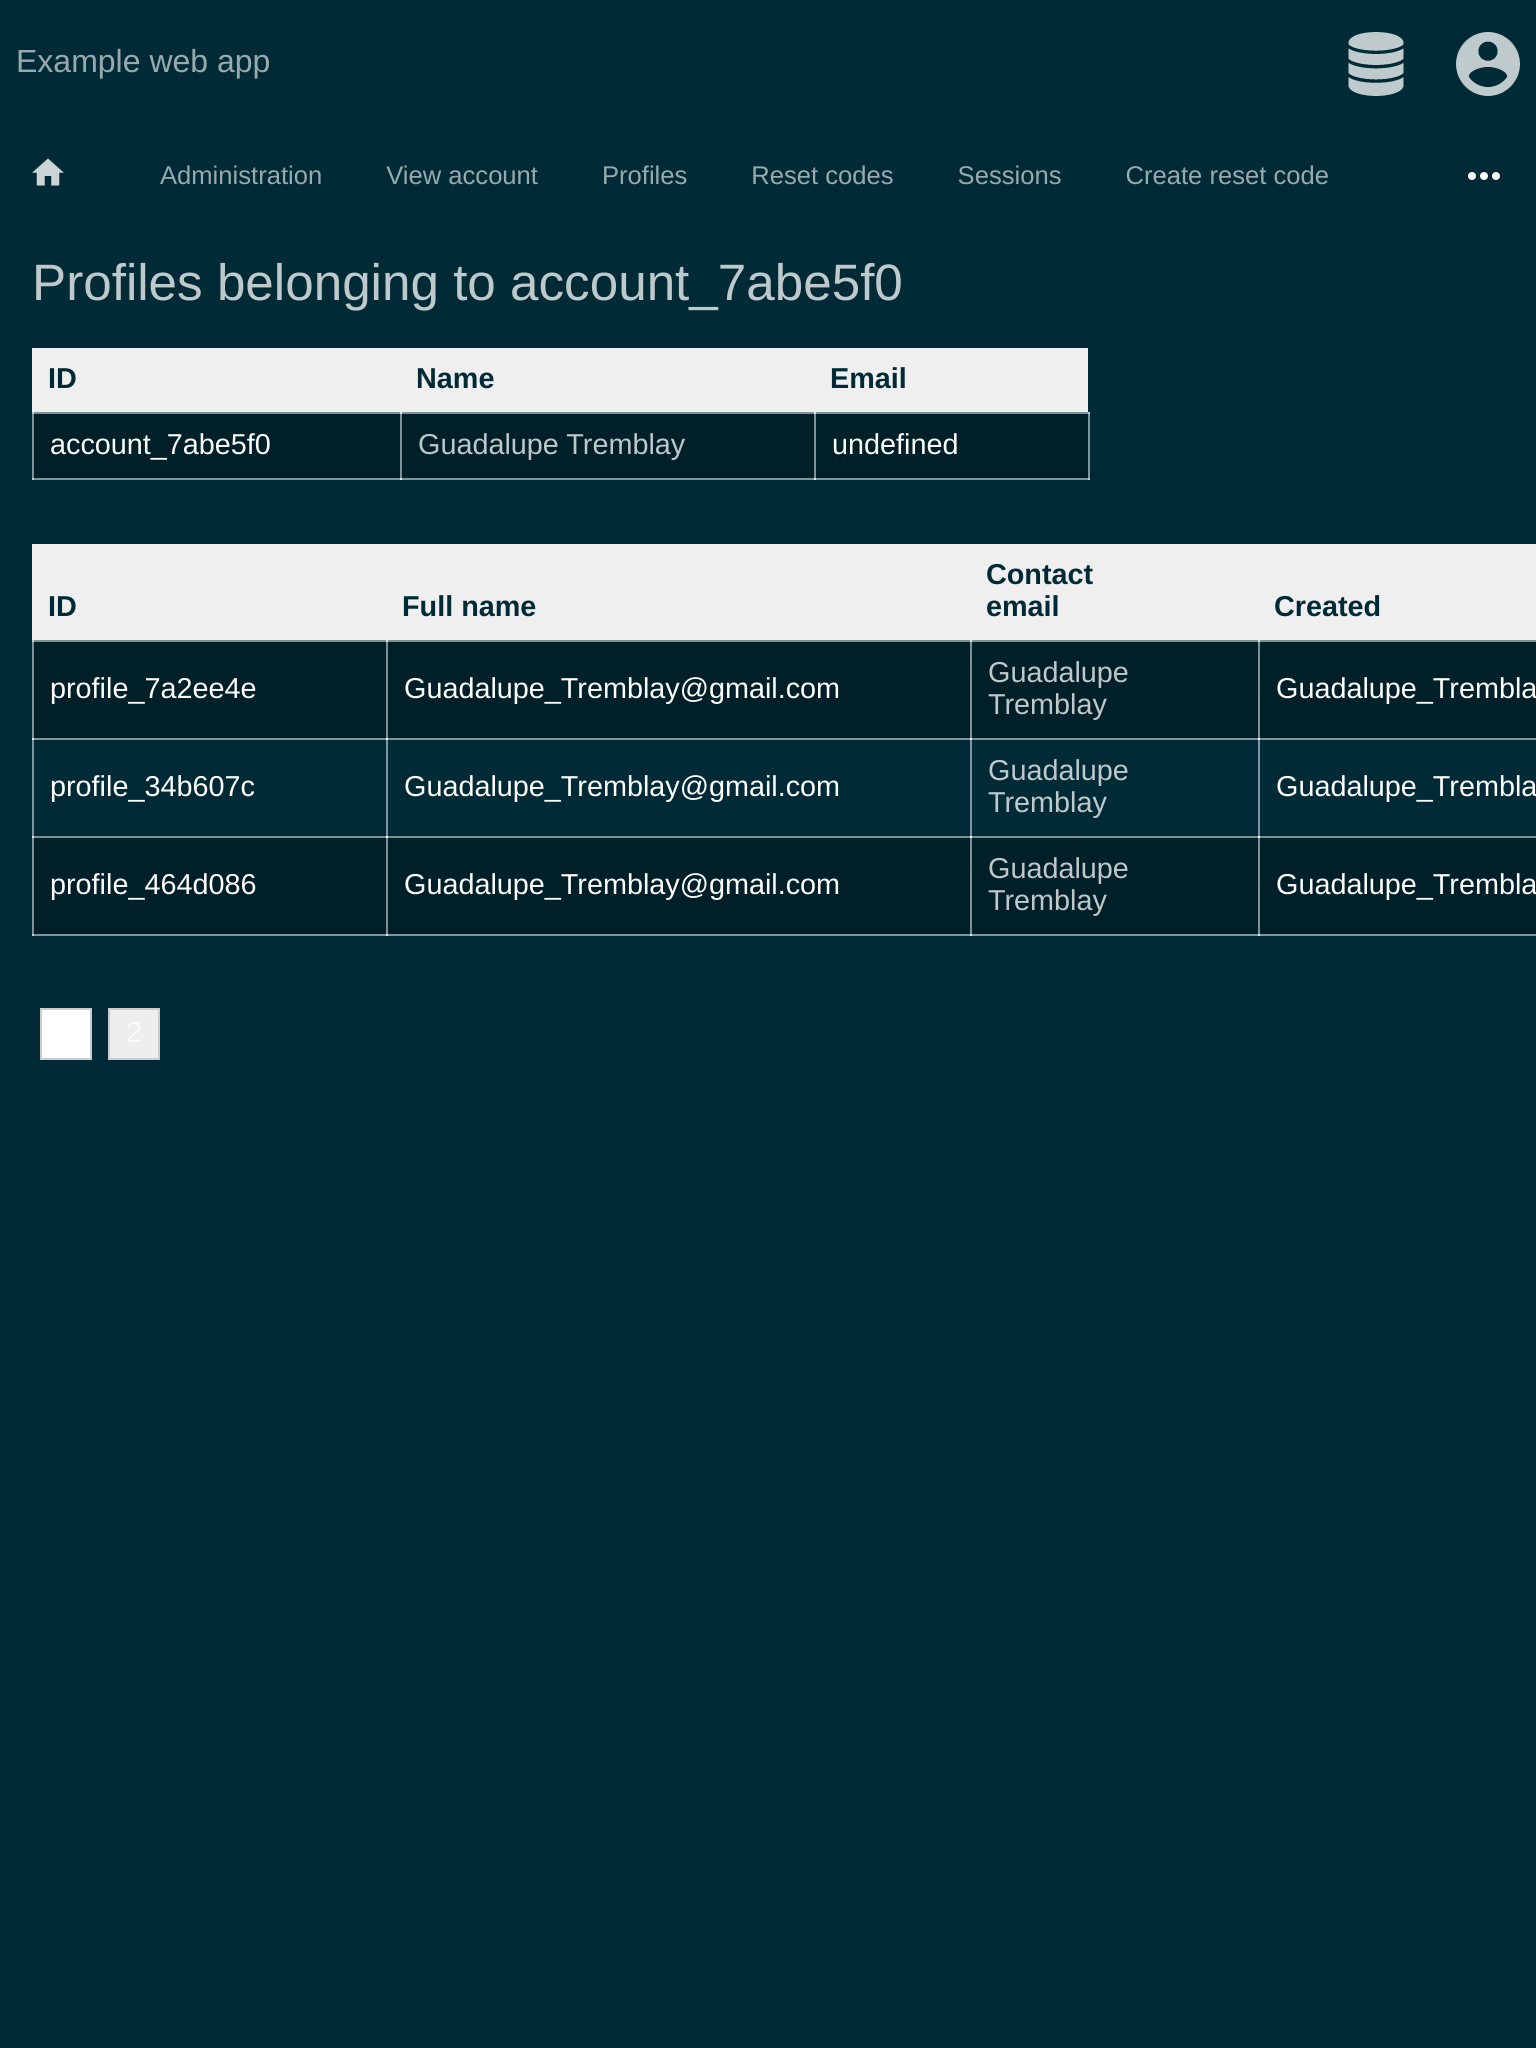 Example web app
Administration View account Profiles Reset codes Sessions Create reset code
Profiles belonging to account_7abe5f0
ID Name Email
account_7abe5f0 Guadalupe Tremblay undefined
Contact
ID Full name email Created
profile_7a2ee4e Guadalupe_Tremblay@gmail.com Guadalupe Tremblay Guadalupe_Trembla
profile_34b607c Guadalupe_Tremblay@gmail.com Guadalupe Tremblay Guadalupe_Trembla
profile_464d086 Guadalupe_Tremblay@gmail.com Guadalupe Tremblay Guadalupe_Trembla
2